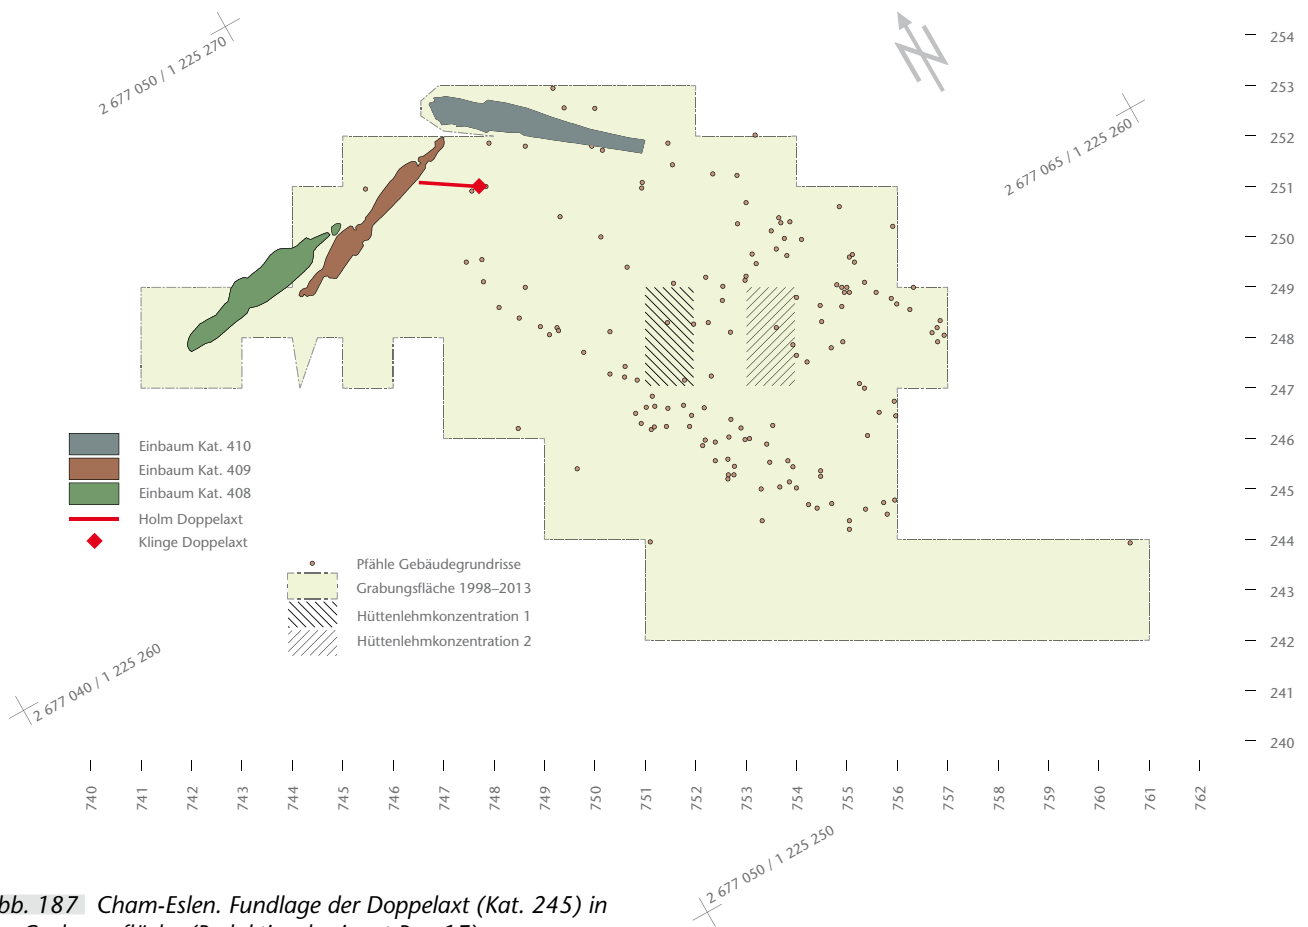 2 677 050 / 1 225 270
2 677 065 / 1 225 260
254
253
252
251
250
249
248
247
246
245
244
243
242
241
240
Einbaum Kat. 410
Einbaum Kat. 409
Einbaum Kat. 408
Holm Doppelaxt
Klinge Doppelaxt
Pfähle Gebäudegrundrisse
Grabungsfläche 1998–2013
Hüttenlehmkonzentration 1
Hüttenlehmkonzentration 2
2 677 040 / 1 225 260
740 741 742 743 744 745 746 747 748 749 750 751 752 753 754 755 756 757 758 759 760 761 762
2 677 050 / 1 225 250
bb. 187 Cham-Eslen. Fundlage der Doppelaxt (Kat. 245) in